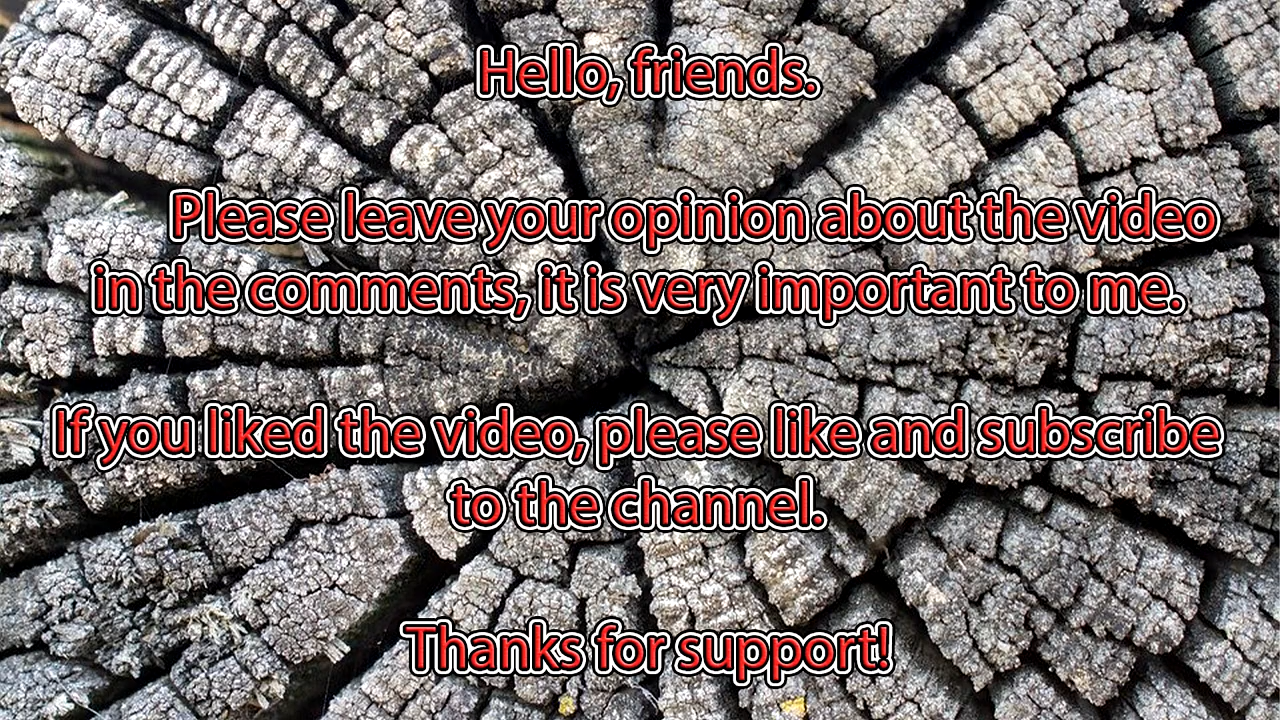 Hello, friends.
Please leave your opinion about the video
in the comments, it is very important to me.
If you liked the video, please like and subscribe
to the channel.
Thanks for support!